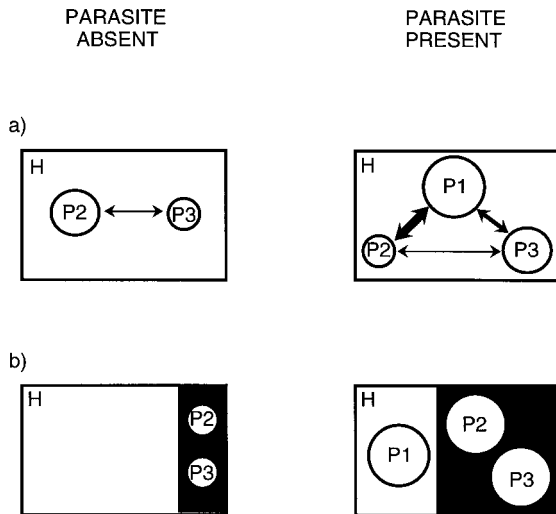 PARASITE ABSENT
PARASITE PRESENT
a)
H
P2
P3
H
P1
P2
P3
b)
H
P2
P3
H
P1
P2
P3